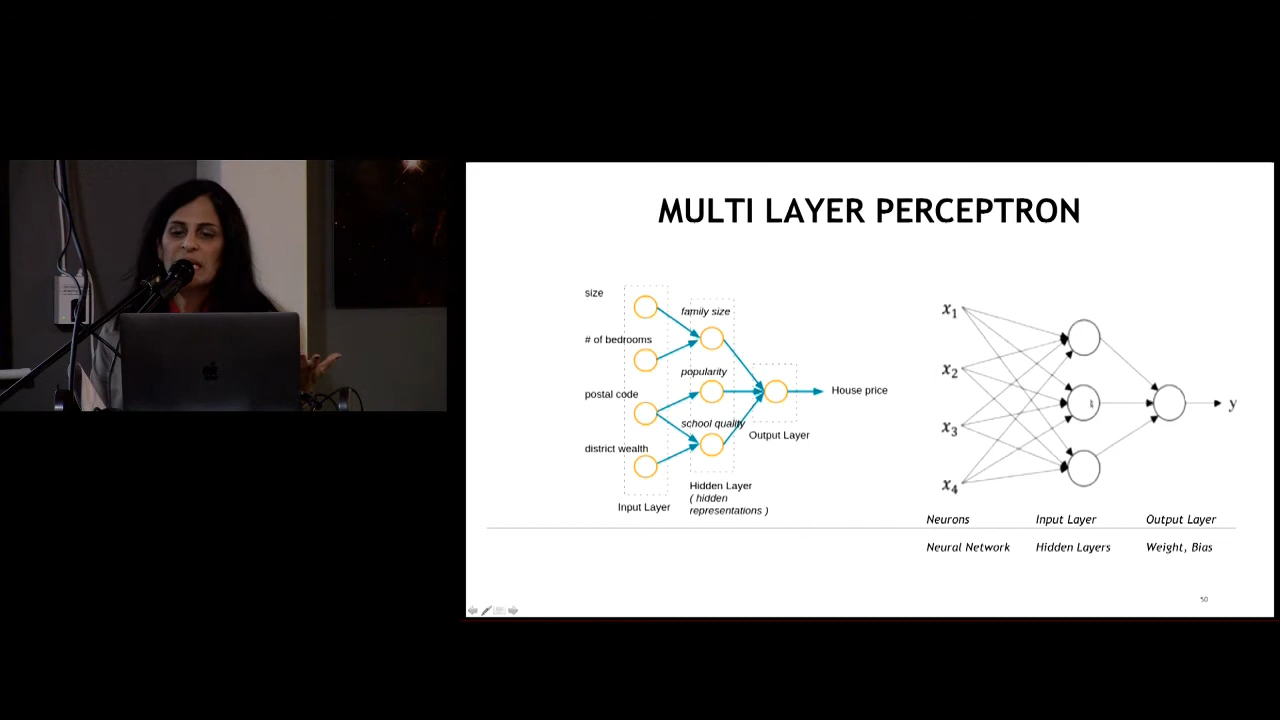 MULTI LAYER PERCEPTRON
size
# of bedrooms
postal code
district wealth
family size
popularity
school quality
House price
Output Layer
Hidden Layer
( hidden
representations )
Input Layer
x1
x2
x3
x4
y
Neurons Input Layer Output Layer
Neural Network Hidden Layers Weight, Bias
50